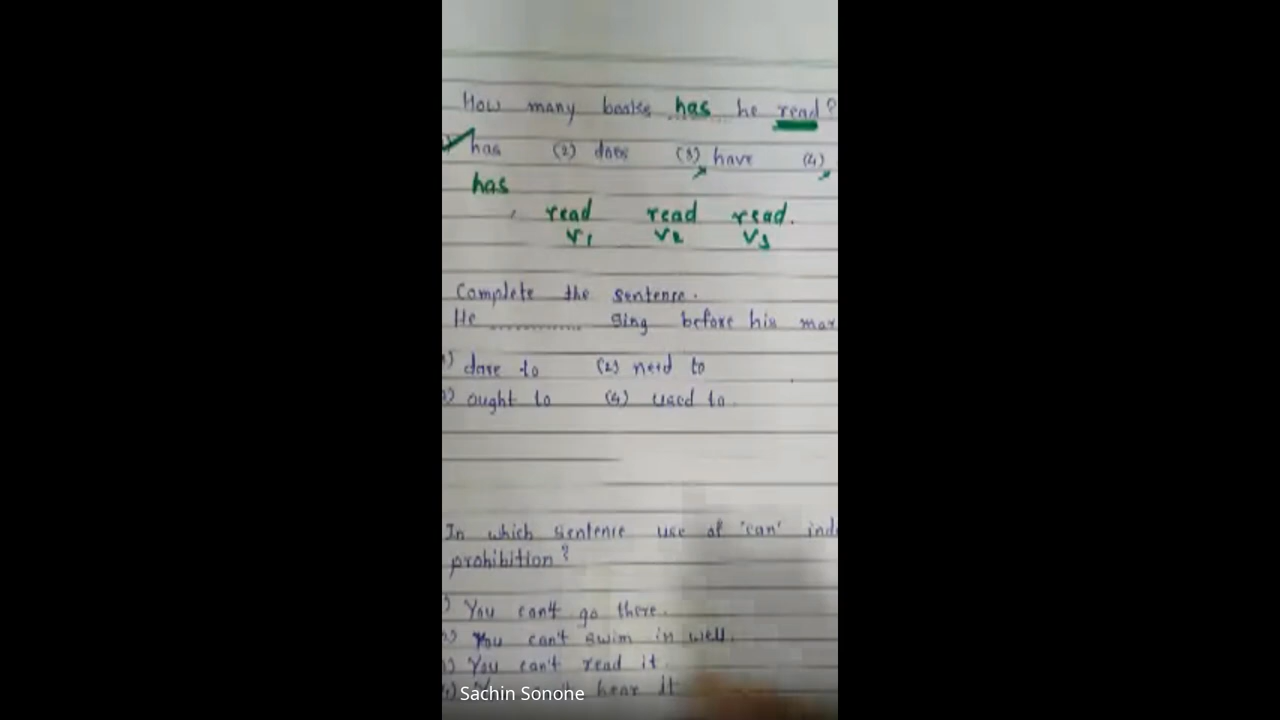 How many books has he read?
has (2) does (3) have (4)
has
read read read.
V1 V2 V3
Complete the sentence.
He ............ sing before his
) dare to (2) need to
) ought to (4) used to
In which sentence use of 'can'
prohibition?
) You can't go there.
) You can't swim in well.
) You can't read it
hear it
Sachin Sonone